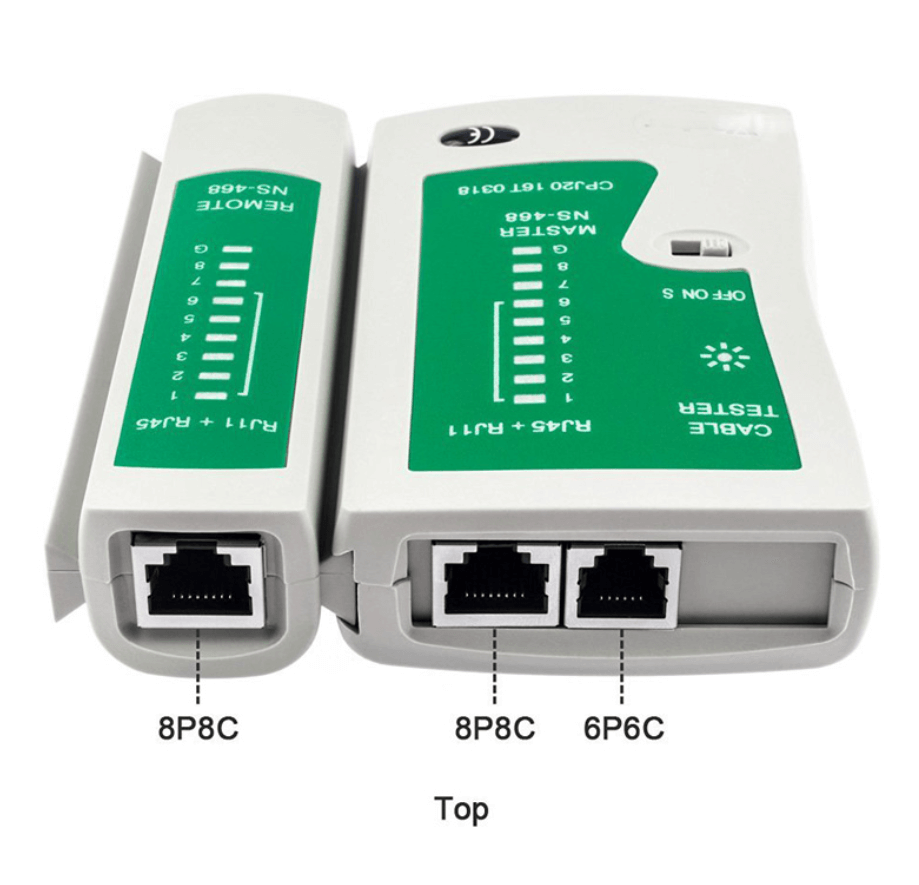 RJ11 + RJ45
1
2
3
4
5
6
7
8
G
REMOTE
NS-468
CABLE
TESTER
OFF ON S
RJ45 + RJ11
1
2
3
4
5
6
7
8
G
MASTER
NS-468
CPJ20 16T 0318
CE
8P8C
8P8C
6P6C
Top